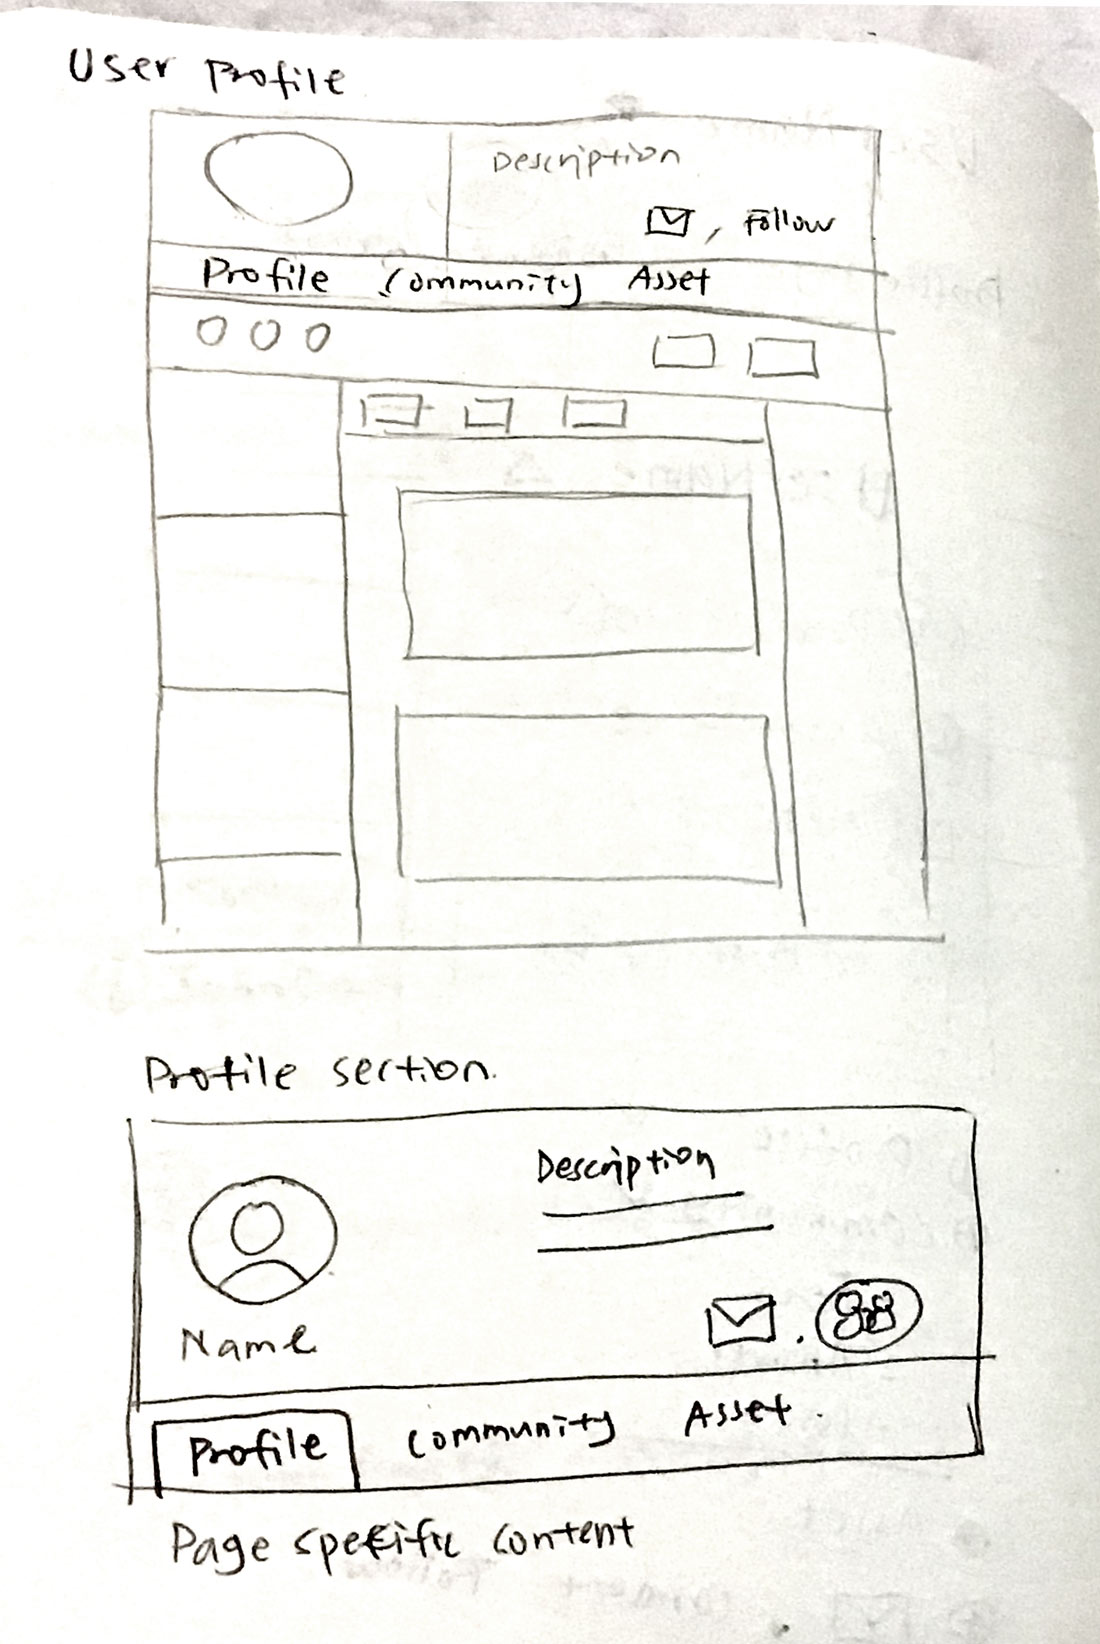 User Profile
Description
, Follow
Profile Community Asset
Profile section.
Description
Name
Profile Community Asset.
Page specific content